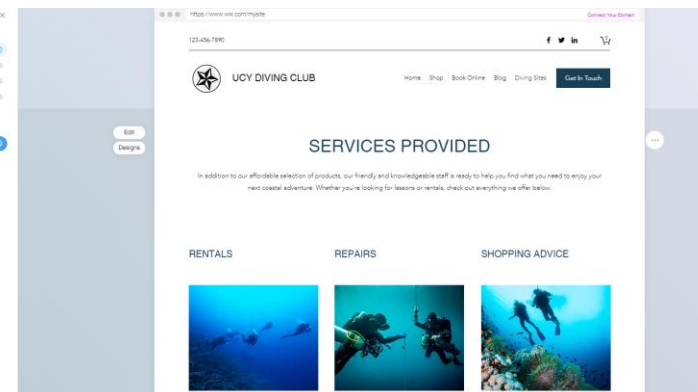 https://www.wix.com/mysite
Connect Your Domain
123-456-7890
UCY DIVING CLUB
Home Shop Book Online Blog Diving Sites Get In Touch
Edit
Designs
SERVICES PROVIDED
In addition to our affordable selection of products, our friendly and knowledgeable staff is ready to help you find what you need to enjoy your
next coastal adventure. Whether you're looking for lessons or rentals, check out everything we offer below.
RENTALS REPAIRS SHOPPING ADVICE